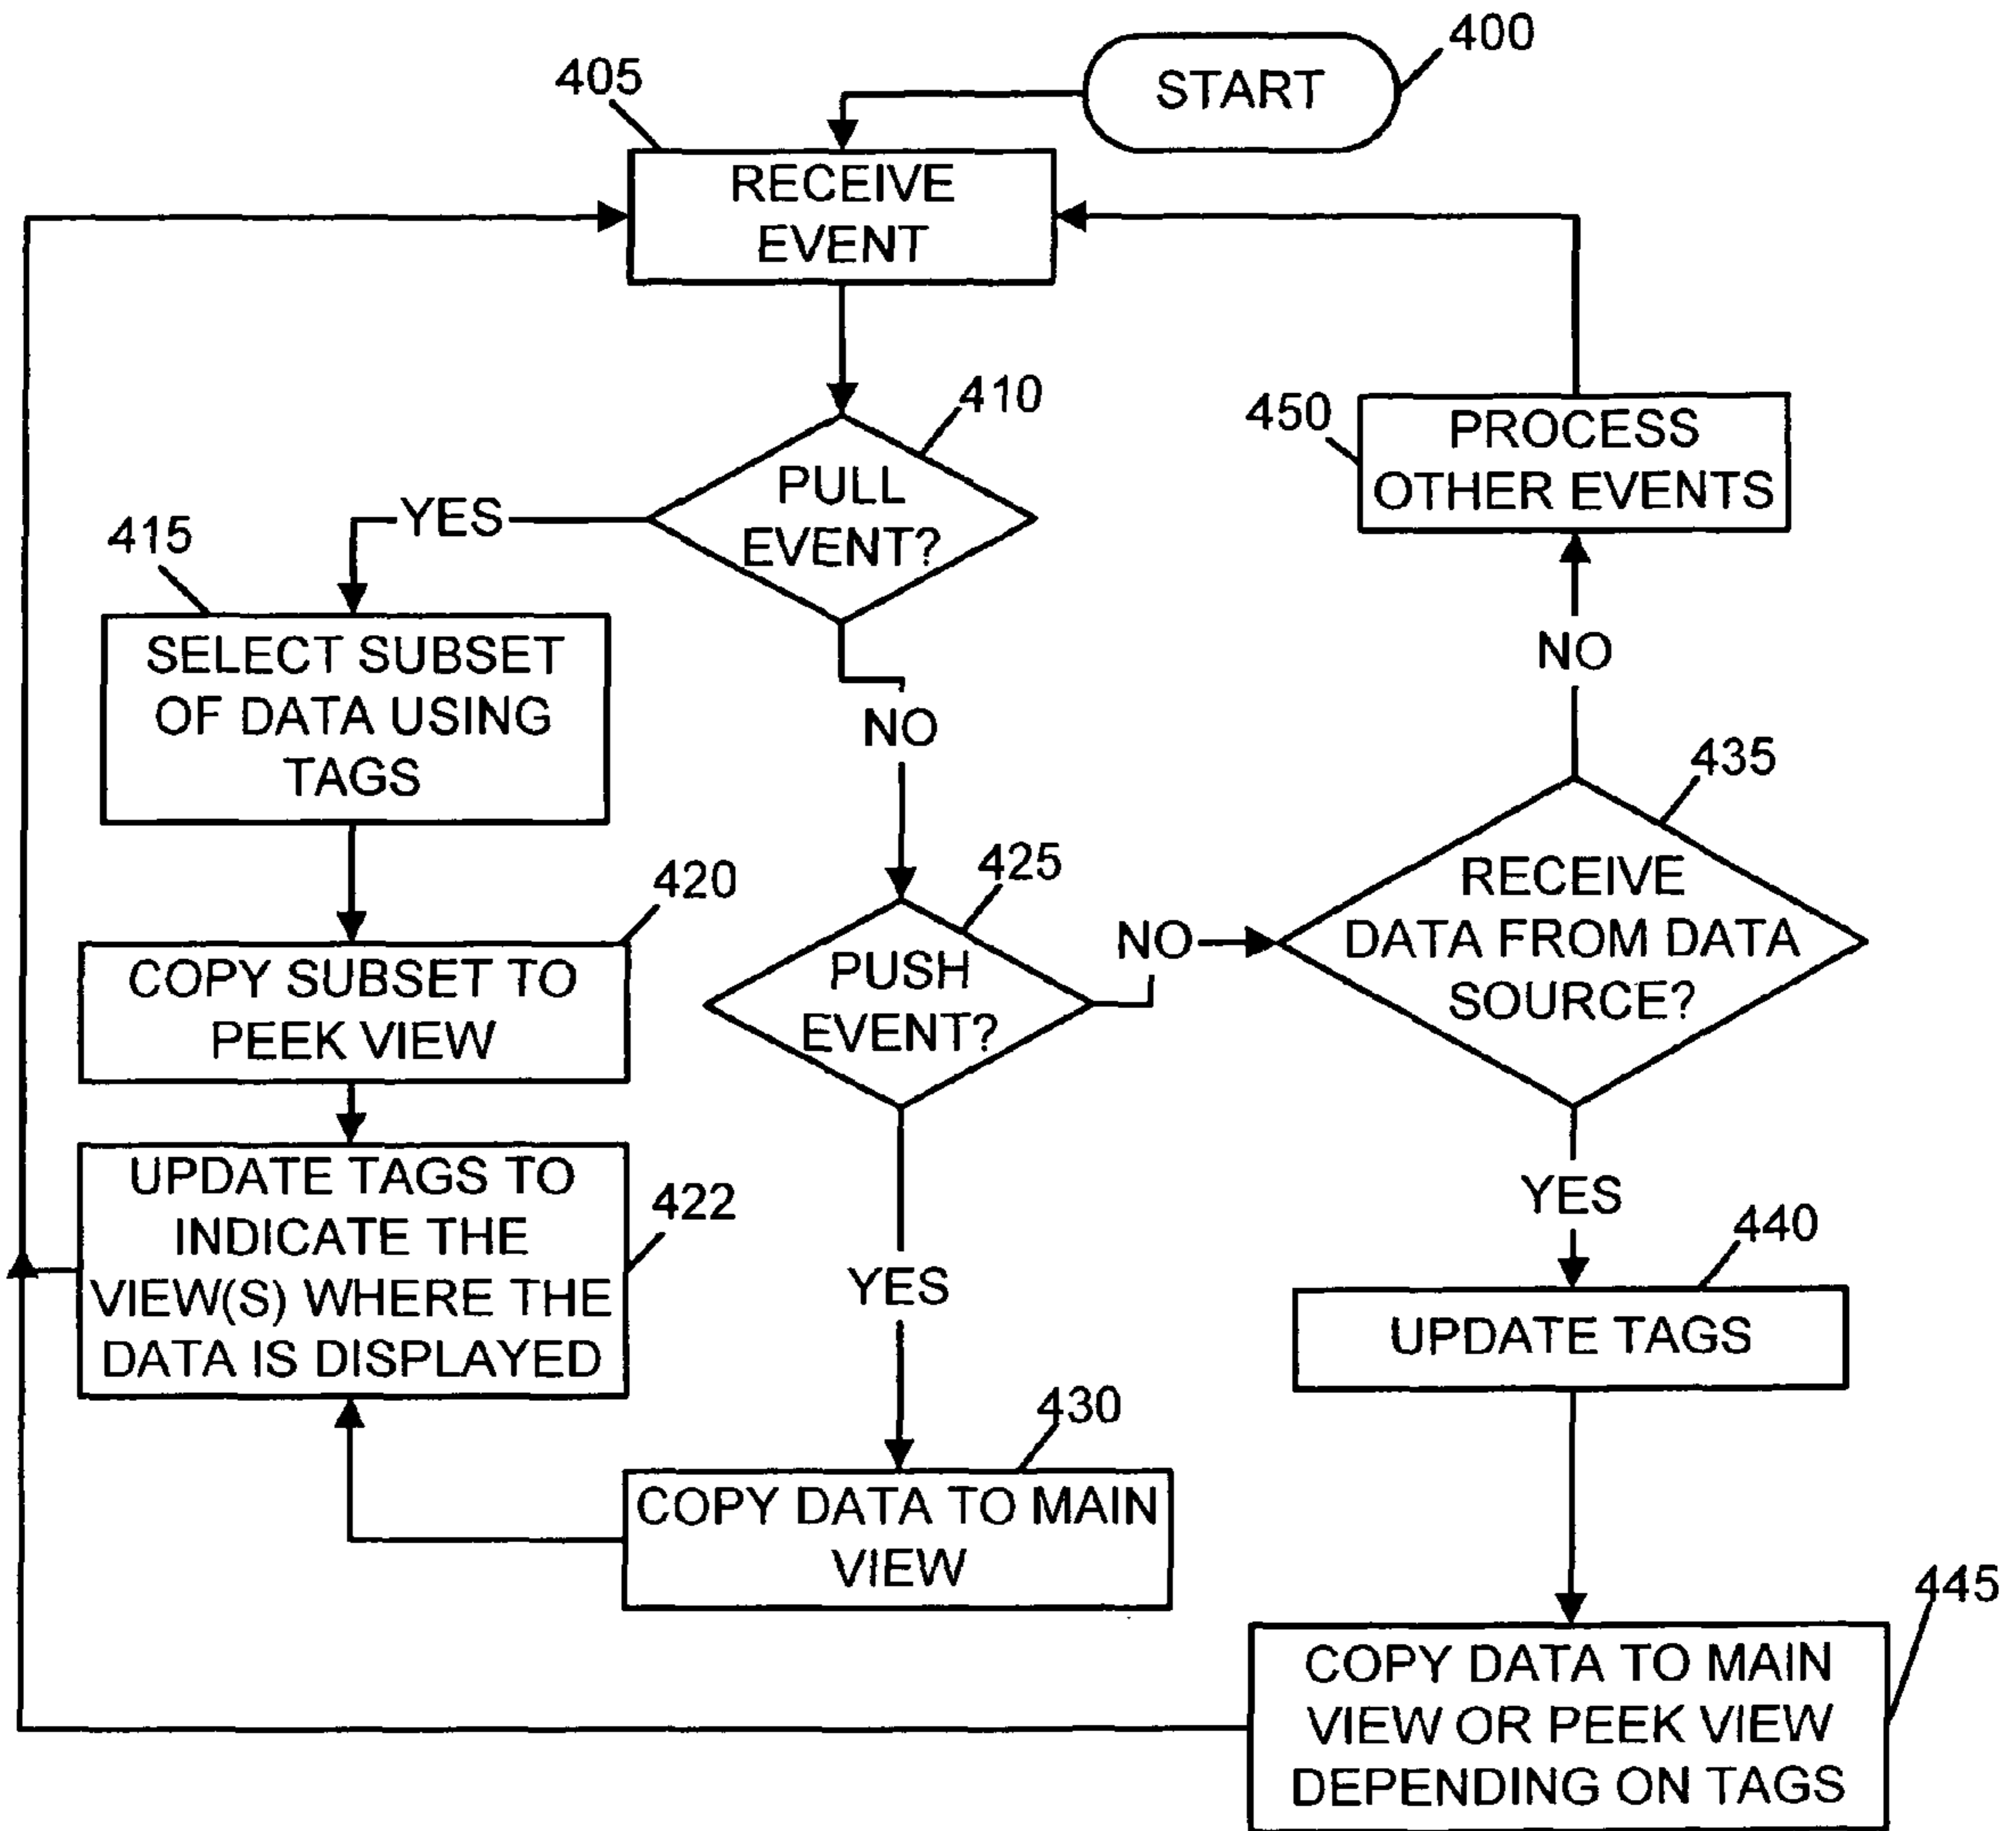 400
START
405
RECEIVE
EVENT
410
PULL
EVENT?
YES
NO
415
SELECT SUBSET
OF DATA USING
TAGS
420
COPY SUBSET TO
PEEK VIEW
422
UPDATE TAGS TO
INDICATE THE
VIEW(S) WHERE THE
DATA IS DISPLAYED
425
PUSH
EVENT?
NO
YES
430
COPY DATA TO MAIN
VIEW
435
RECEIVE
DATA FROM DATA
SOURCE?
NO
450
PROCESS
OTHER EVENTS
YES
440
UPDATE TAGS
445
COPY DATA TO MAIN
VIEW OR PEEK VIEW
DEPENDING ON TAGS